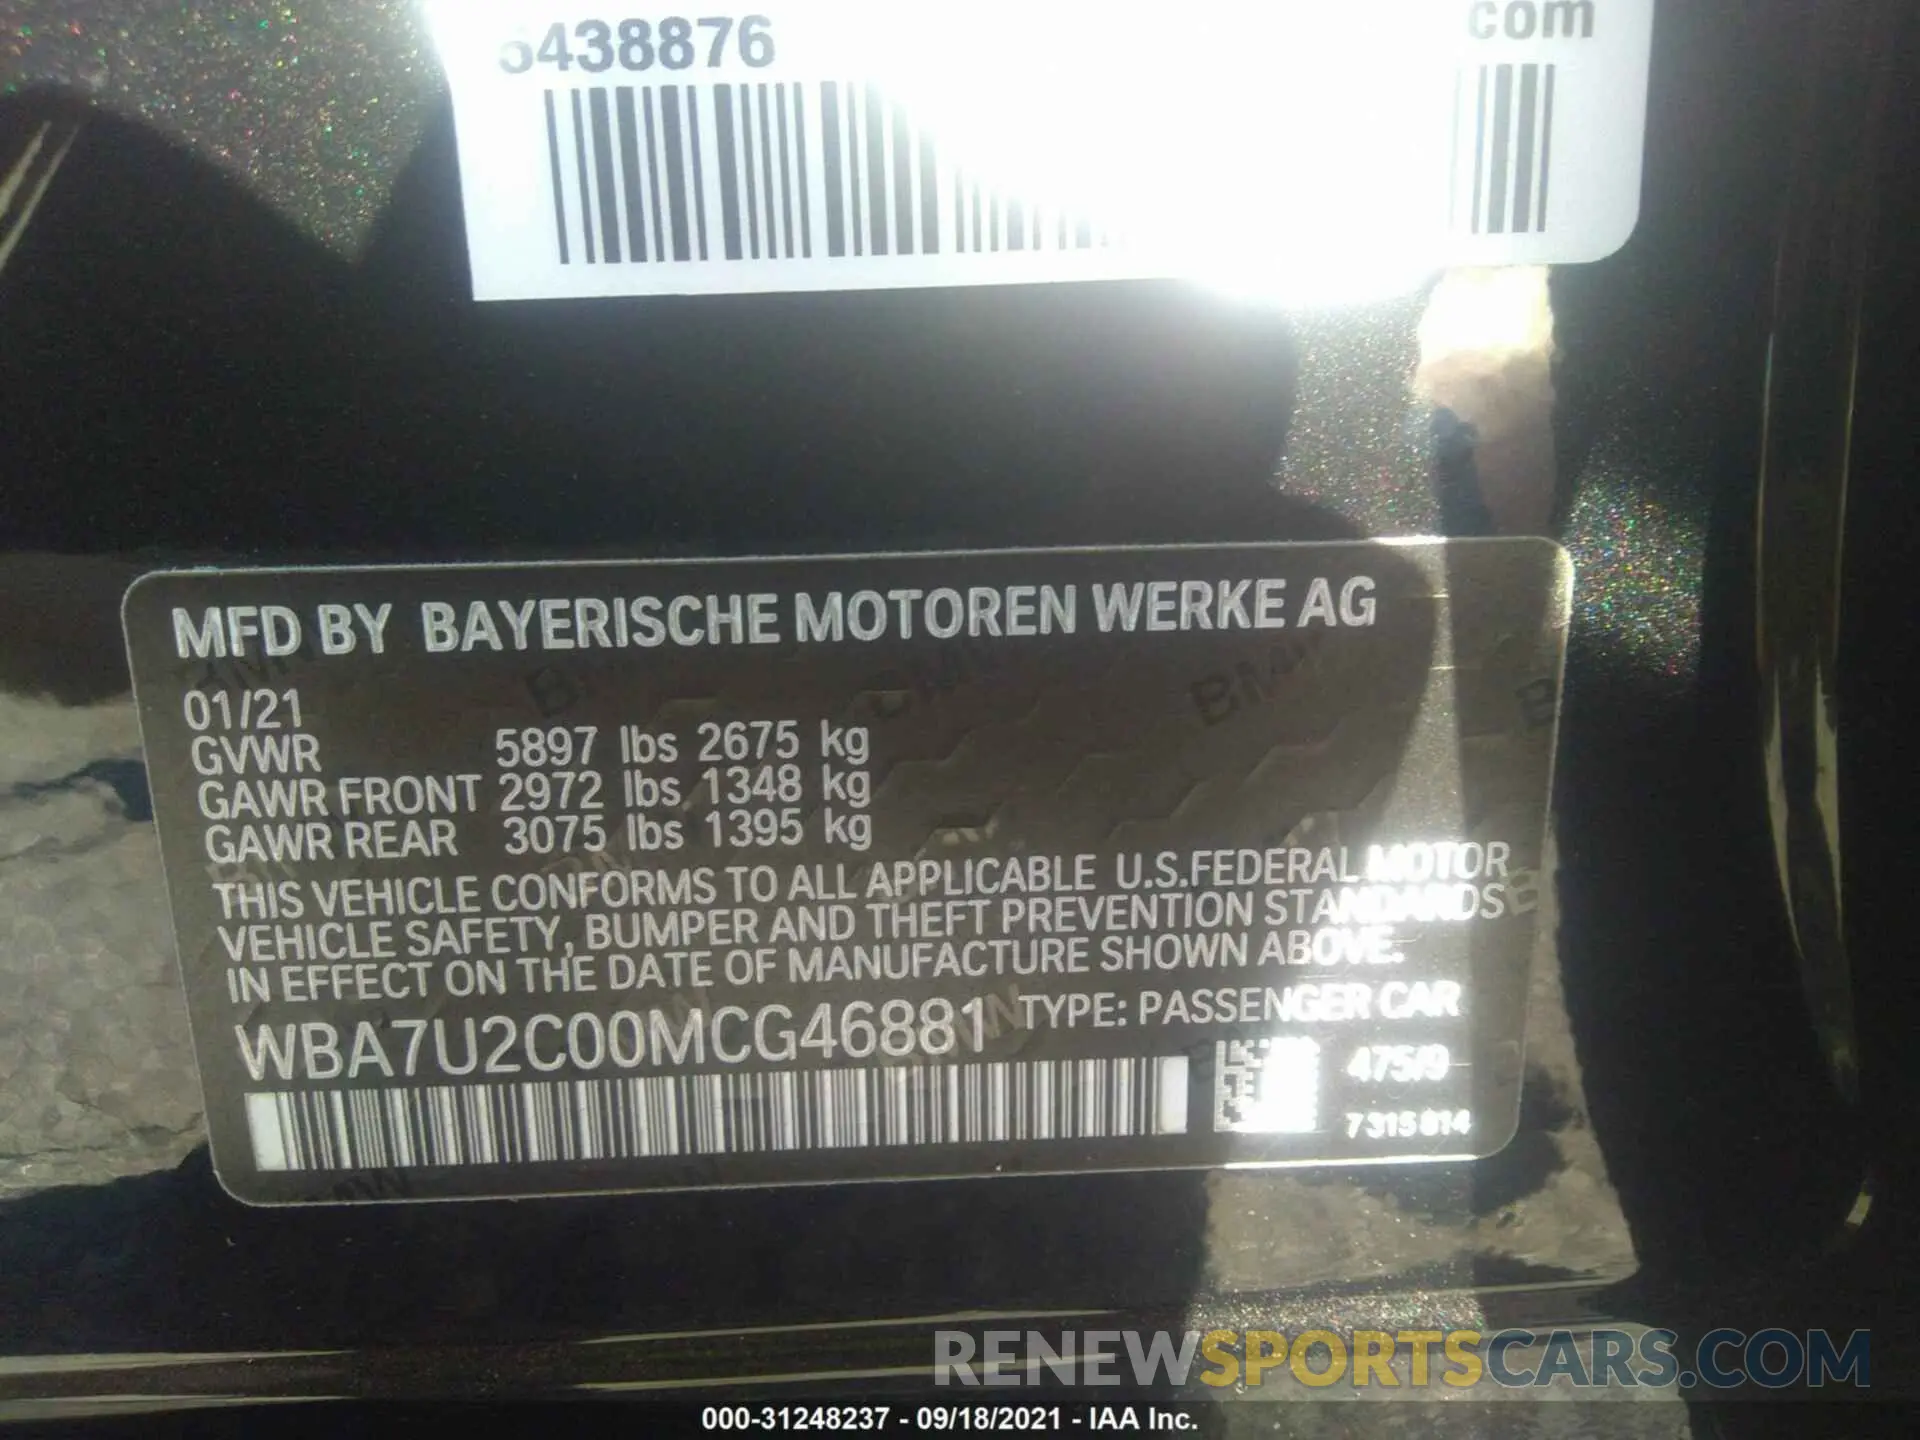 5438876
com
MFD BY BAYERISCHE MOTOREN WERKE AG
01/21
GVWR 5897 lbs 2675 kg
GAWR FRONT 2972 lbs 1348 kg
GAWR REAR 3075 lbs 1395 kg
THIS VEHICLE CONFORMS TO ALL APPLICABLE U.S.FEDERAL MOTOR
VEHICLE SAFETY, BUMPER AND THEFT PREVENTION STANDARDS
IN EFFECT ON THE DATE OF MANUFACTURE SHOWN ABOVE.
WBA7U2C00MCG46881 TYPE: PASSENGER CAR
475/9
7315814
RENEWSPORTSCARS.COM
000-31248237 - 09/18/2021 - IAA Inc.